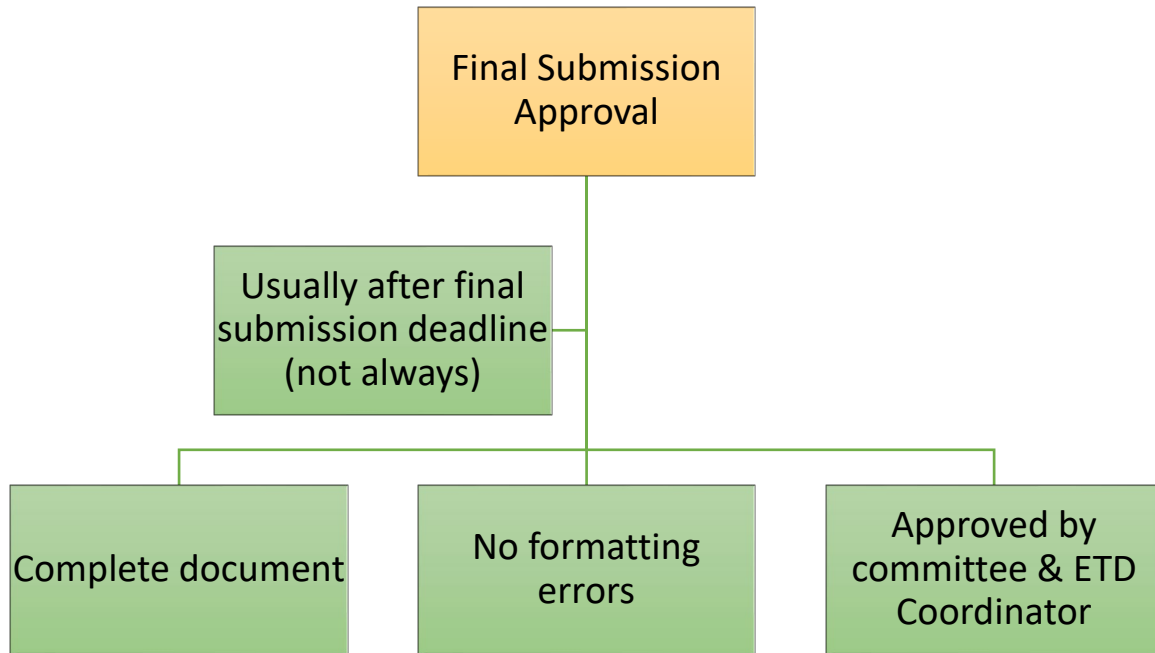 Final Submission
Approval
Usually after final
submission deadline
(not always)
Complete document
No formatting
errors
Approved by
committee & ETD
Coordinator